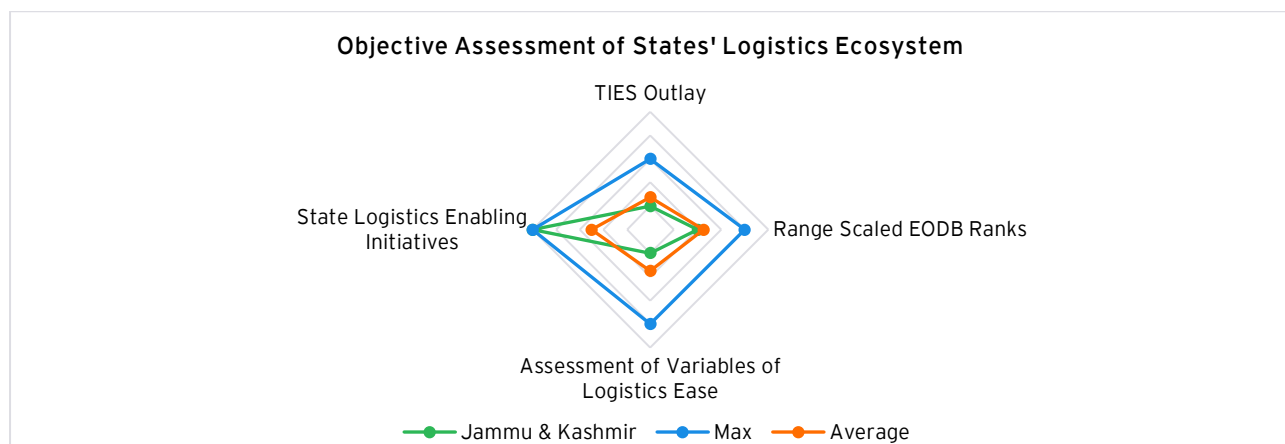 Objective Assessment of States' Logistics Ecosystem
TIES Outlay
State Logistics Enabling
Initiatives
Range Scaled EODB Ranks
Assessment of Variables of
Logistics Ease
Jammu & Kashmir
Max
Average